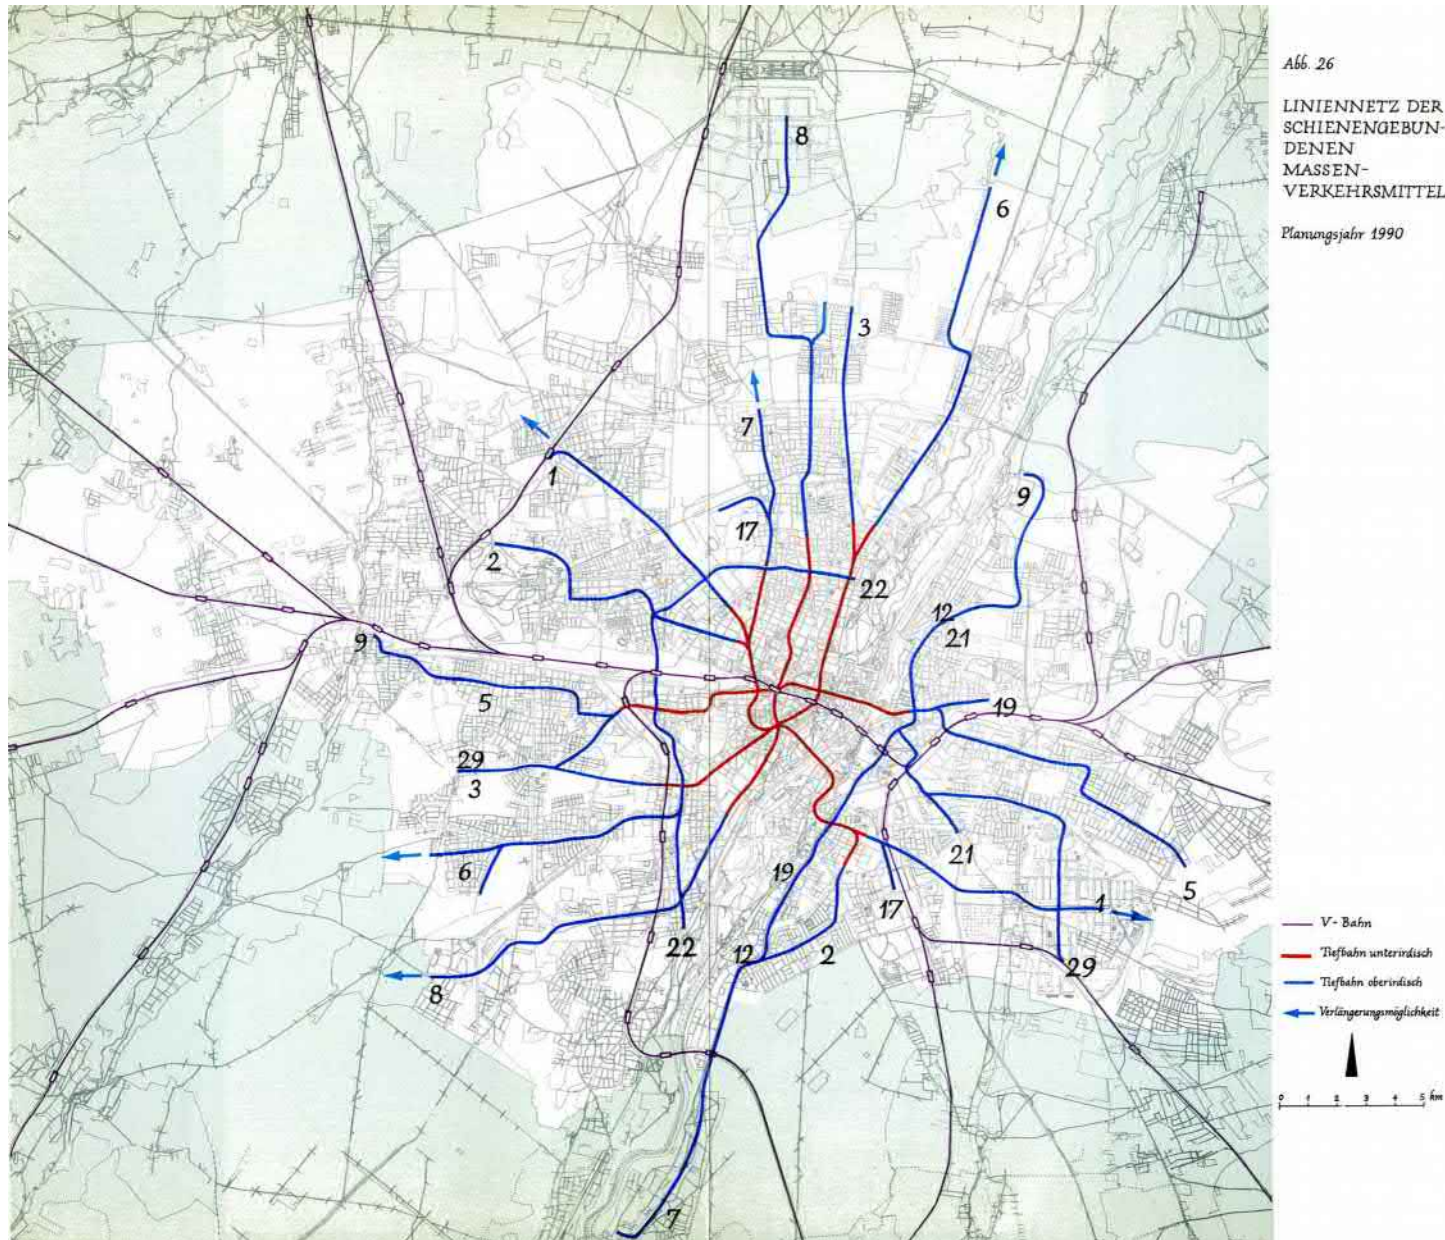 Abb. 26
LINIENNETZ DER
SCHIENENGEBUN-
DENEN
MASSEN-
VERKEHRSMITTEL
Planungsjahr 1990
8
6
3
7
1
9
17
2
22
12
21
9
5
19
29
3
21
6
19
5
17
1
22
12
2
29
8
7
V-Bahn
Tiefbahn unterirdisch
Tiefbahn oberirdisch
Verlängerungsmöglichkeit
0 1 2 3 4 5 km